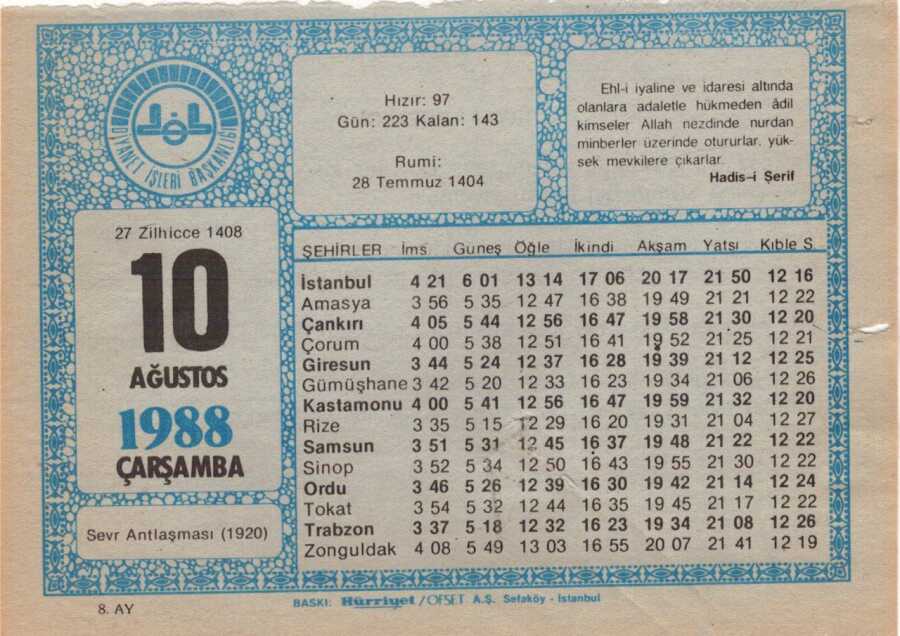 DİYANET İŞLERİ BAŞKANLIĞI
Hızır: 97
Gün: 223 Kalan: 143
Rumi:
28 Temmuz 1404
Ehl-i iyaline ve idaresi altında
olanlara adaletle hükmeden âdil
kimseler Allah nezdinde nurdan
minberler üzerinde otururlar, yük-
sek mevkilere çıkarlar.
Hadis-i Şerif
27 Zilhicce 1408
10
AĞUSTOS
1988
ÇARŞAMBA
Sevr Antlaşması (1920)
ŞEHİRLER İms. Güneş Öğle İkindi Akşam Yatsı Kıble S.
İstanbul 4 21 6 01 13 14 17 06 20 17 21 50 12 16
Amasya 3 56 5 35 12 47 16 38 19 49 21 21 12 22
Çankırı 4 05 5 44 12 56 16 47 19 58 21 30 12 20
Çorum 4 00 5 38 12 51 16 41 19 52 21 25 12 21
Giresun 3 44 5 24 12 37 16 28 19 39 21 12 12 25
Gümüşhane 3 42 5 20 12 33 16 23 19 34 21 06 12 26
Kastamonu 4 00 5 41 12 56 16 47 19 59 21 32 12 20
Rize 3 35 5 15 12 29 16 20 19 31 21 04 12 27
Samsun 3 51 5 31 12 45 16 37 19 48 21 22 12 22
Sinop 3 52 5 34 12 50 16 43 19 55 21 30 12 22
Ordu 3 46 5 26 12 39 16 30 19 42 21 14 12 24
Tokat 3 54 5 32 12 44 16 35 19 45 21 17 12 22
Trabzon 3 37 5 18 12 32 16 23 19 34 21 08 12 26
Zonguldak 4 08 5 49 13 03 16 55 20 07 21 41 12 19
8. AY
BASKI: Hürriyet / OFSET A.Ş. Sefaköy - İstanbul